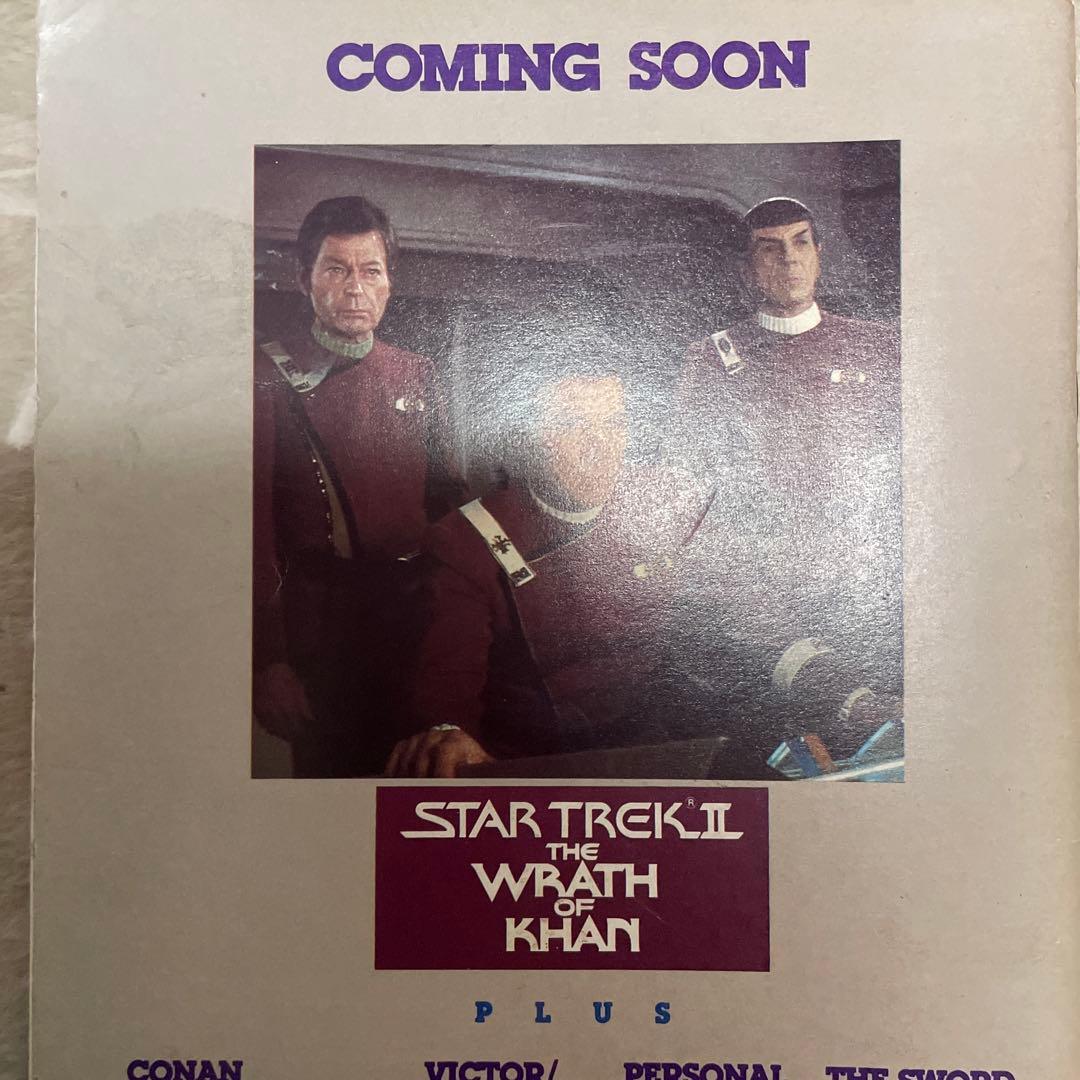 COMING SOON
STAR TREK® II
THE
WRATH
OF
KHAN
PLUS
CONAN VICTOR/ PERSONAL THE SWORD